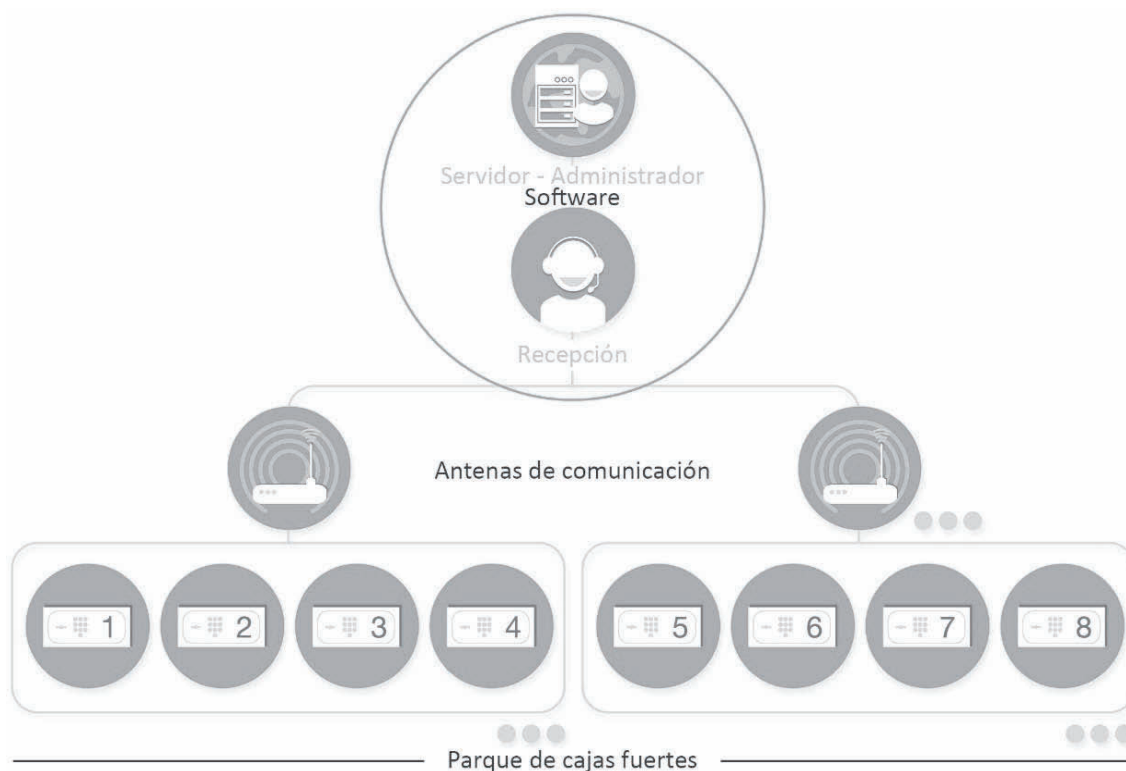 Servidor - Administrador
Software
Recepción
Antenas de comunicación
1 2 3 4 5 6 7 8
Parque de cajas fuertes